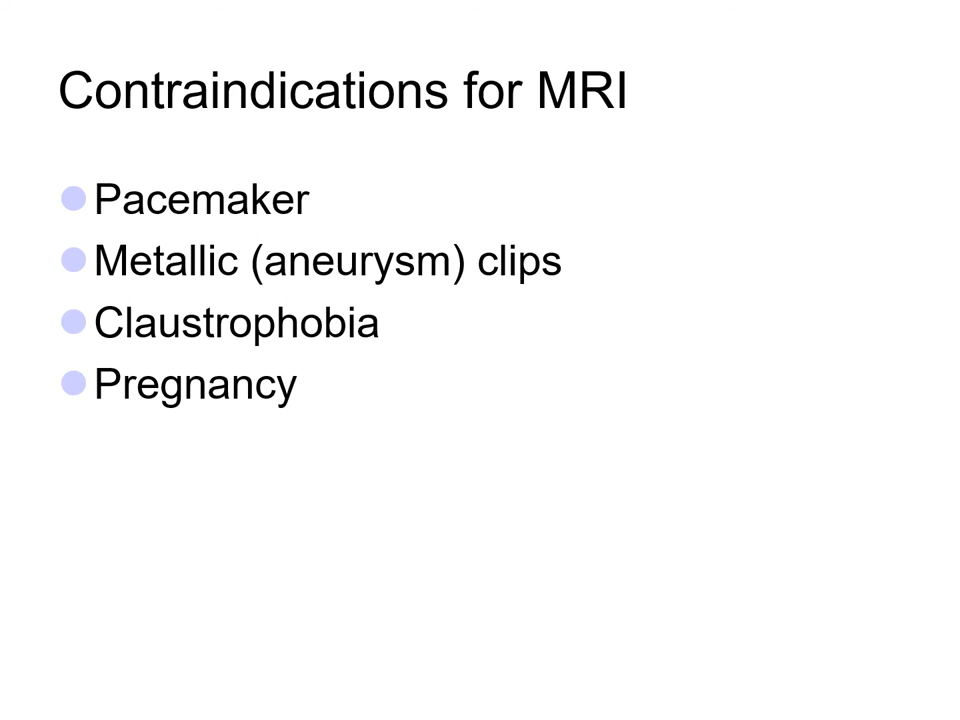 Contraindications for MRI
Pacemaker
Metallic (aneurysm) clips
Claustrophobia
Pregnancy